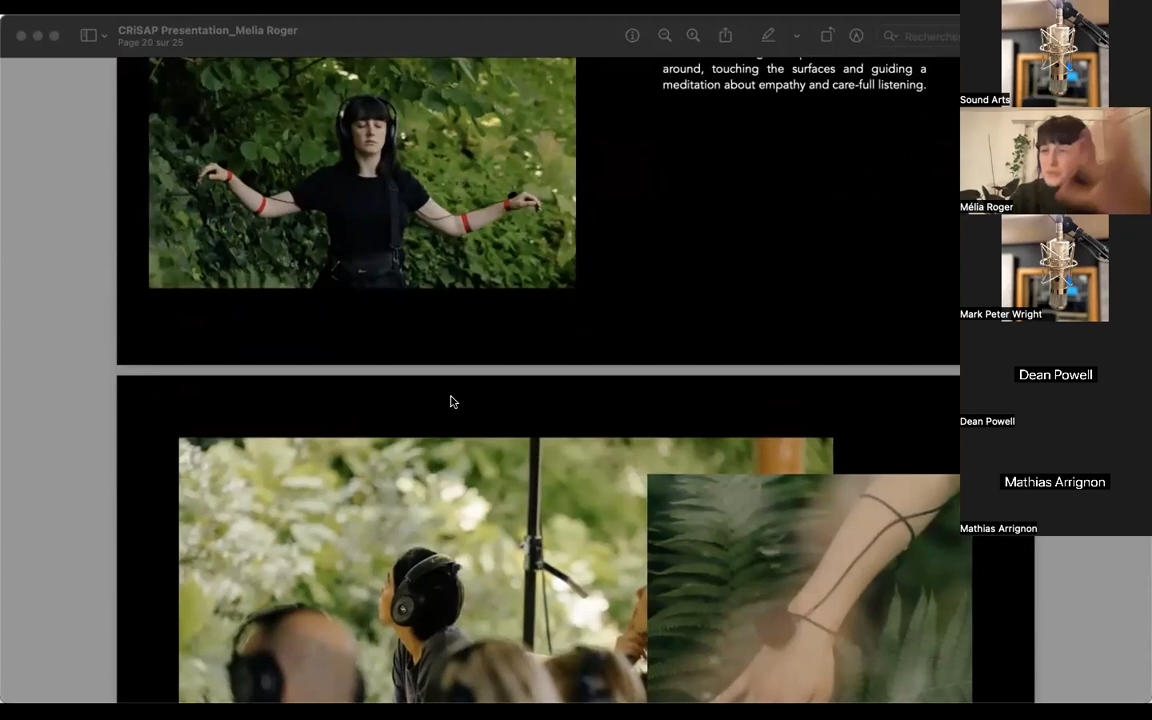 CRiSAP Presentation_Melia Roger
Page 20 sur 25
Recherche
around, touching the surfaces and guiding a
meditation about empathy and care-full listening.
Sound Arts
Mélia Roger
Mark Peter Wright
Dean Powell
Dean Powell
Mathias Arrignon
Mathias Arrignon